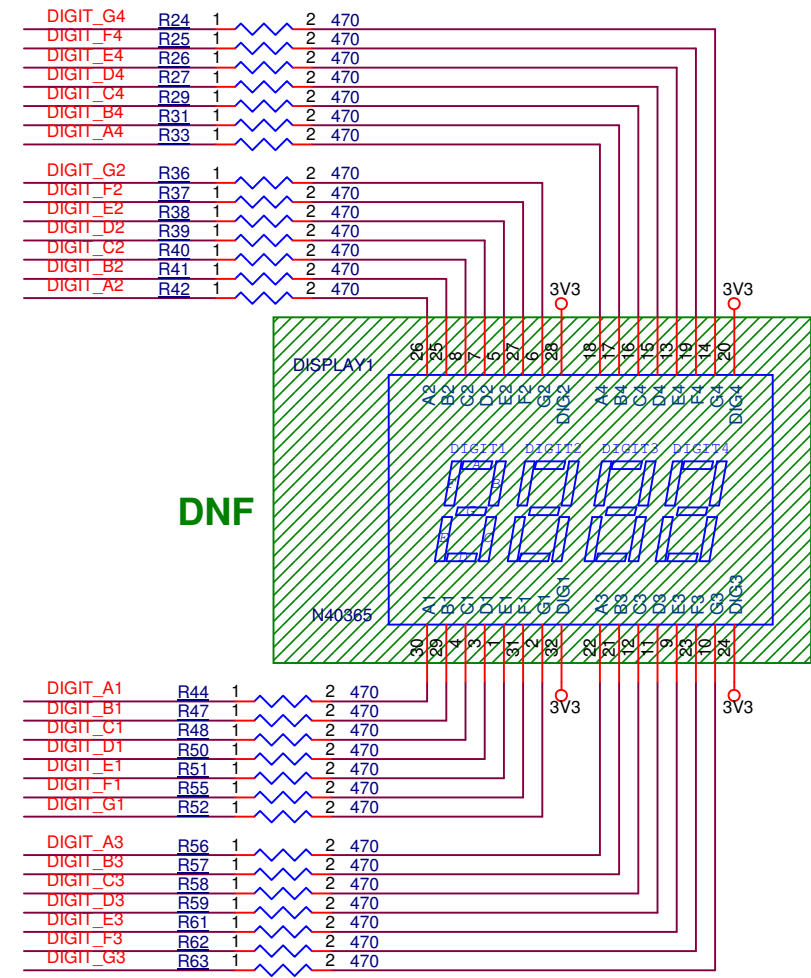 DIGIT_G4 R24 1 2 470
DIGIT_F4 R25 1 2 470
DIGIT_E4 R26 1 2 470
DIGIT_D4 R27 1 2 470
DIGIT_C4 R29 1 2 470
DIGIT_B4 R31 1 2 470
DIGIT_A4 R33 1 2 470
DIGIT_G2 R36 1 2 470
DIGIT_F2 R37 1 2 470
DIGIT_E2 R38 1 2 470
DIGIT_D2 R39 1 2 470
DIGIT_C2 R40 1 2 470
DIGIT_B2 R41 1 2 470
DIGIT_A2 R42 1 2 470
3V3 3V3
26 25 8 7 5 27 6 28 18 17 16 15 13 19 14 20
DISPLAY1
A2 B2 C2 D2 E2 F2 G2 DIG2 A4 B4 C4 D4 E4 F4 G4 DIG4
DIGIT1 DIGIT2 DIGIT3 DIGIT4
A
F B
G
E C
D
DNF
A1 B1 C1 D1 E1 F1 G1 DIG1 A3 B3 C3 D3 E3 F3 G3 DIG3
N40365
30 29 4 3 1 31 2 32 22 21 12 11 9 23 10 24
3V3 3V3
DIGIT_A1 R44 1 2 470
DIGIT_B1 R47 1 2 470
DIGIT_C1 R48 1 2 470
DIGIT_D1 R50 1 2 470
DIGIT_E1 R51 1 2 470
DIGIT_F1 R55 1 2 470
DIGIT_G1 R52 1 2 470
DIGIT_A3 R56 1 2 470
DIGIT_B3 R57 1 2 470
DIGIT_C3 R58 1 2 470
DIGIT_D3 R59 1 2 470
DIGIT_E3 R61 1 2 470
DIGIT_F3 R62 1 2 470
DIGIT_G3 R63 1 2 470